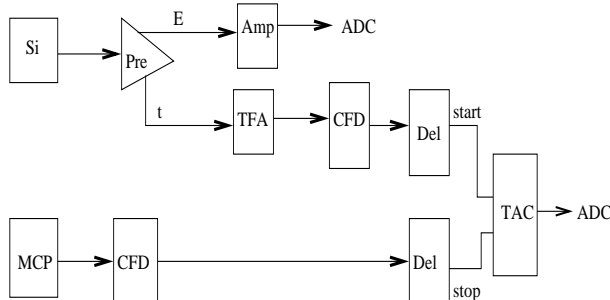 E
Si
Pre
Amp
ADC
t
TFA
CFD
Del
start
TAC
ADC
MCP
CFD
Del
stop